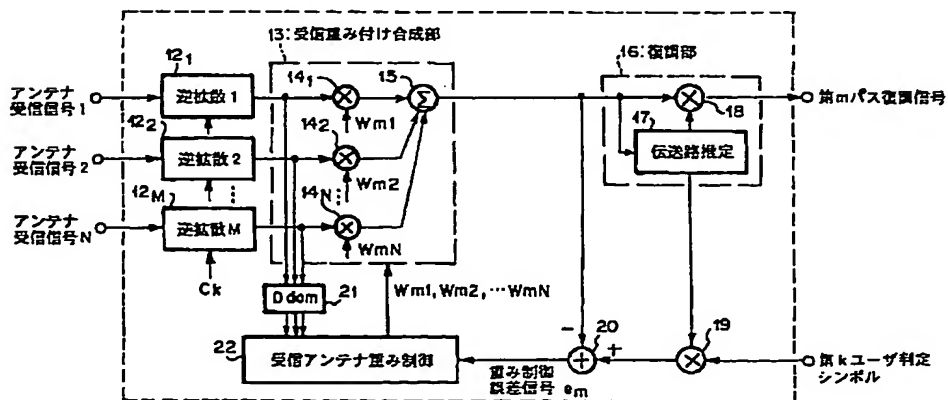 13:受信重み付け合成部
16:復調部
12₁
アンテナ
受信信号1
逆拡散1
14₁
15
Wm1
17
18
第mパス復調信号
12₂
アンテナ
受信信号2
逆拡散2
14₂
Wm2
伝送路推定
12M
アンテナ
受信信号N
逆拡散M
14N
WmN
Ck
D dem
21
Wm1, Wm2, …WmN
22
受信アンテナ重み制御
重み制御
誤差信号 em
−
+
20
19
第kユーザ判定
シンボル